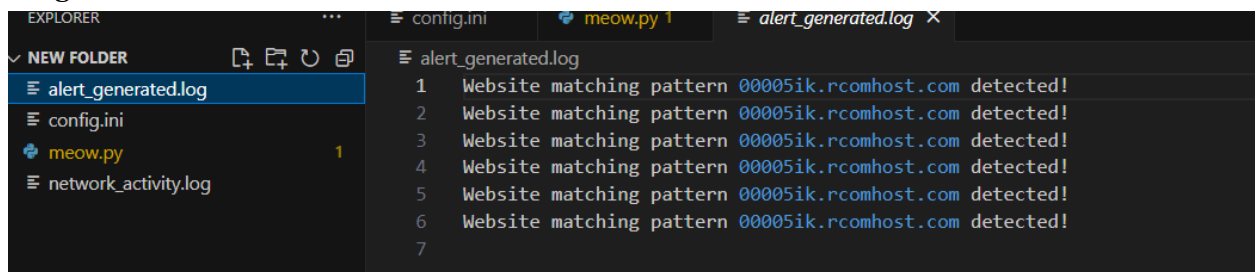 EXPLORER
...
config.ini
meow.py 1
alert_generated.log
NEW FOLDER
alert_generated.log
config.ini
meow.py 1
network_activity.log
alert_generated.log
1 Website matching pattern 00005ik.rcomhost.com detected!
2 Website matching pattern 00005ik.rcomhost.com detected!
3 Website matching pattern 00005ik.rcomhost.com detected!
4 Website matching pattern 00005ik.rcomhost.com detected!
5 Website matching pattern 00005ik.rcomhost.com detected!
6 Website matching pattern 00005ik.rcomhost.com detected!
7